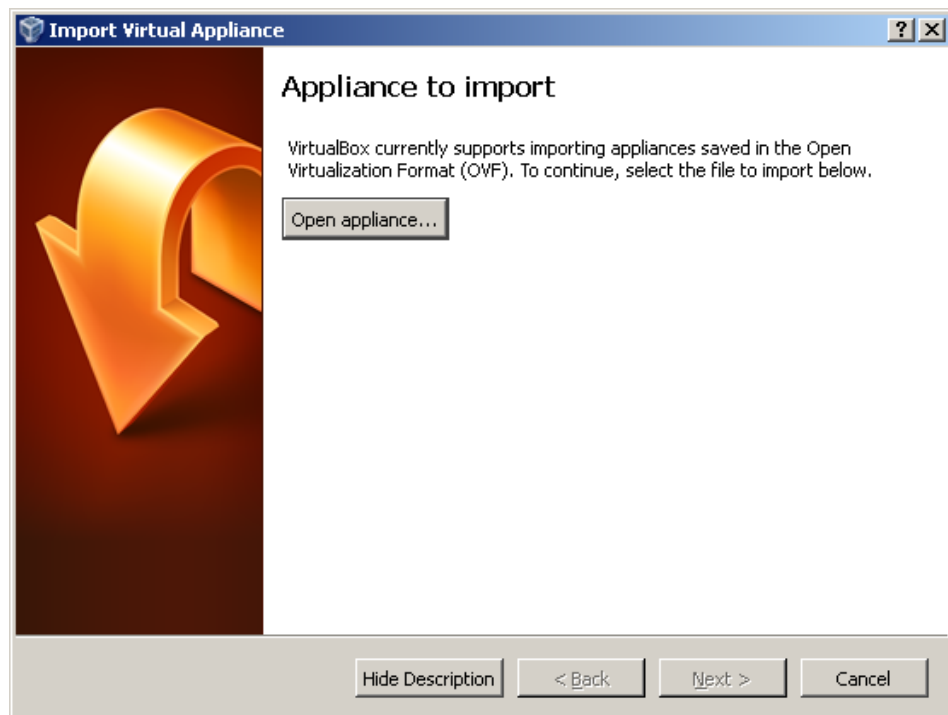 Import Virtual Appliance
Appliance to import
VirtualBox currently supports importing appliances saved in the Open
Virtualization Format (OVF). To continue, select the file to import below.
Open appliance...
Hide Description
< Back
Next >
Cancel